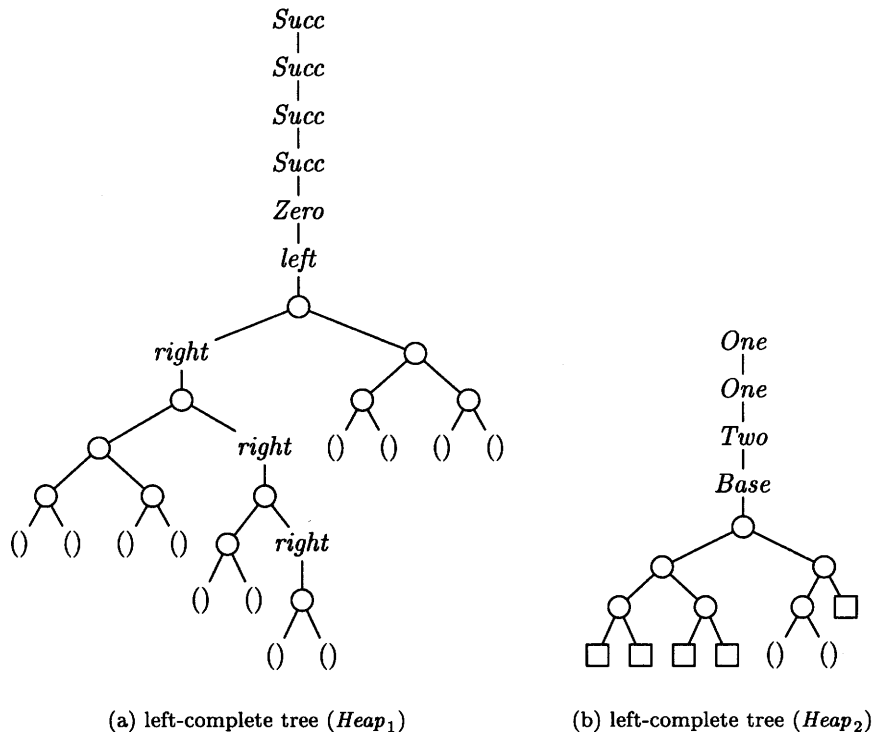 Succ
Succ
Succ
Succ
Zero
left
right
right
() () () ()
() () () ()
right
() ()
() ()
One
One
Two
Base
() ()
(a) left-complete tree (Heap₁)
(b) left-complete tree (Heap₂)